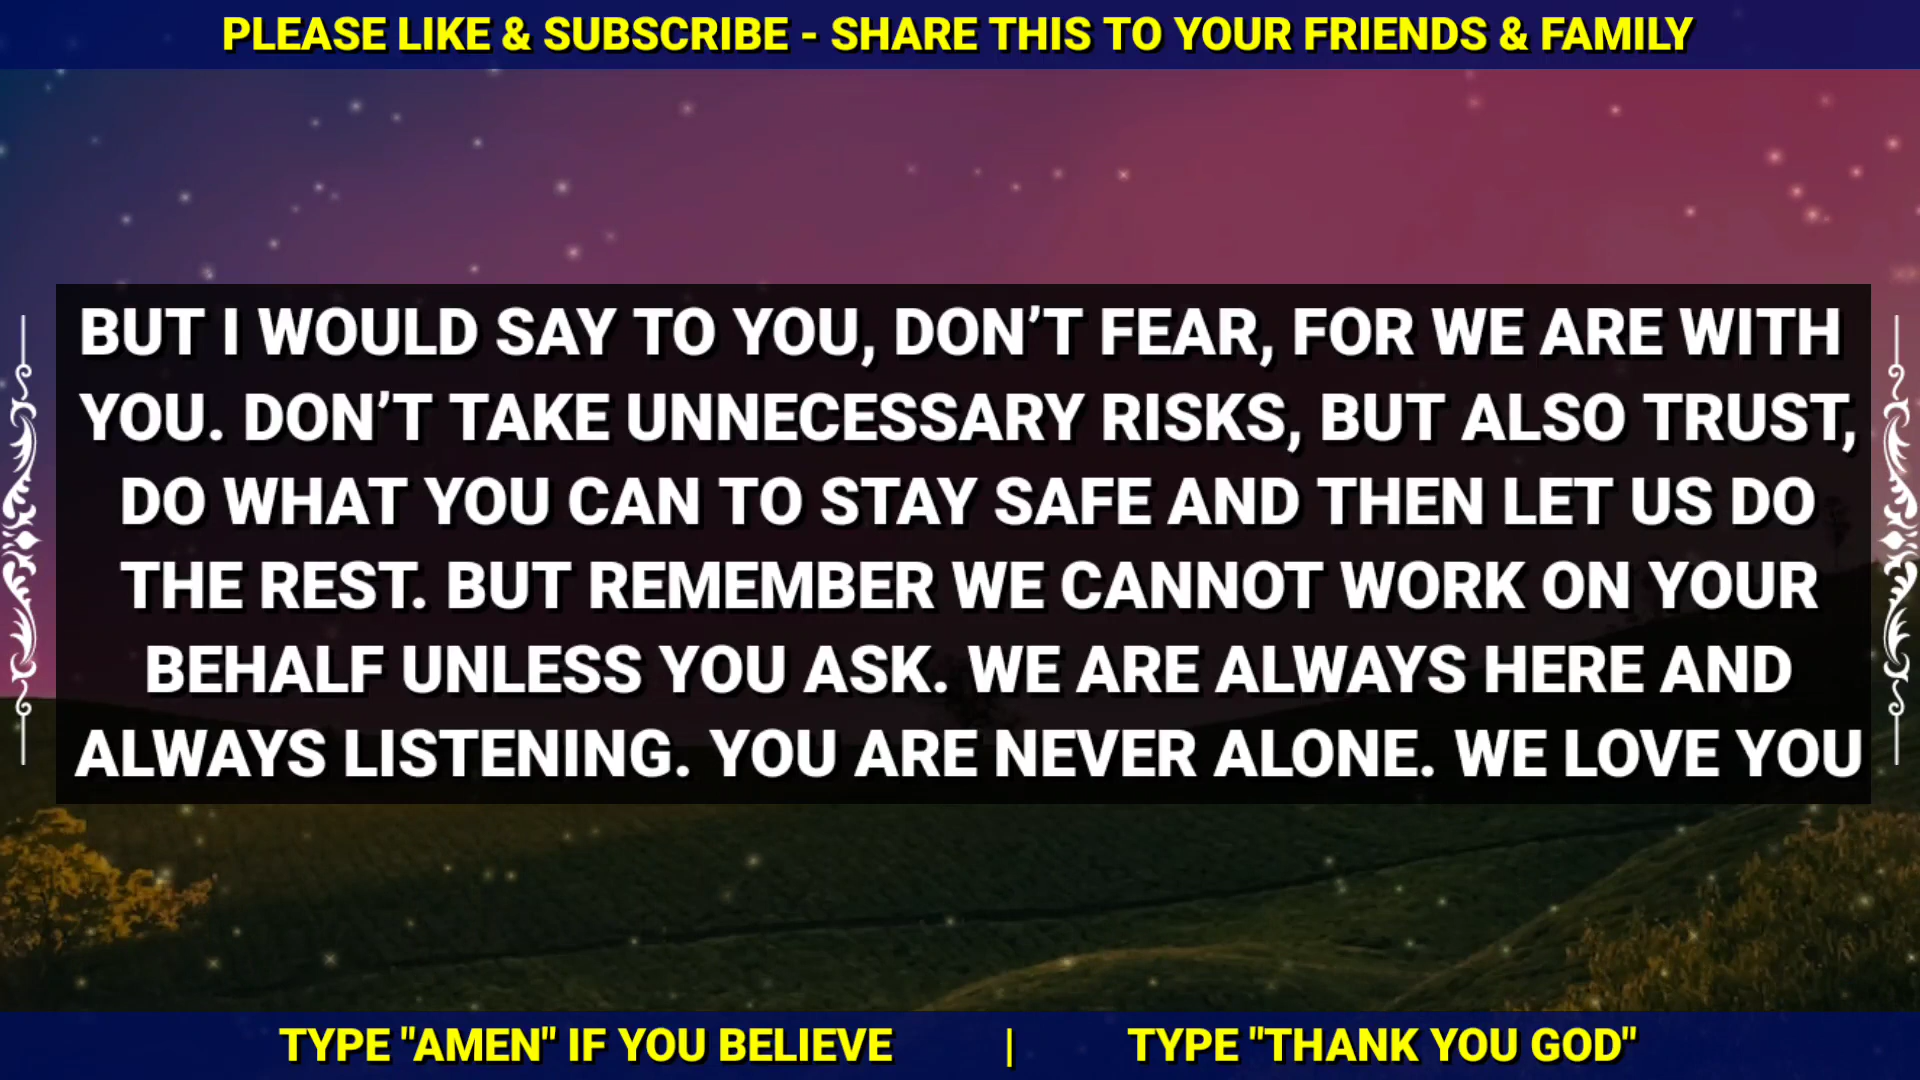 PLEASE LIKE & SUBSCRIBE - SHARE THIS TO YOUR FRIENDS & FAMILY
BUT I WOULD SAY TO YOU, DON’T FEAR, FOR WE ARE WITH
YOU. DON’T TAKE UNNECESSARY RISKS, BUT ALSO TRUST,
DO WHAT YOU CAN TO STAY SAFE AND THEN LET US DO
THE REST. BUT REMEMBER WE CANNOT WORK ON YOUR
BEHALF UNLESS YOU ASK. WE ARE ALWAYS HERE AND
ALWAYS LISTENING. YOU ARE NEVER ALONE. WE LOVE YOU
TYPE "AMEN" IF YOU BELIEVE | TYPE "THANK YOU GOD"